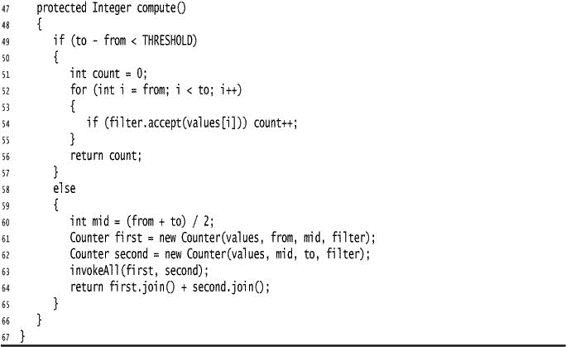 47 protected Integer compute()
48 {
49 if (to - from < THRESHOLD)
50 {
51 int count = 0;
52 for (int i = from; i < to; i++)
53 {
54 if (filter.accept(values[i])) count++;
55 }
56 return count;
57 }
58 else
59 {
60 int mid = (from + to) / 2;
61 Counter first = new Counter(values, from, mid, filter);
62 Counter second = new Counter(values, mid, to, filter);
63 invokeAll(first, second);
64 return first.join() + second.join();
65 }
66 }
67 }